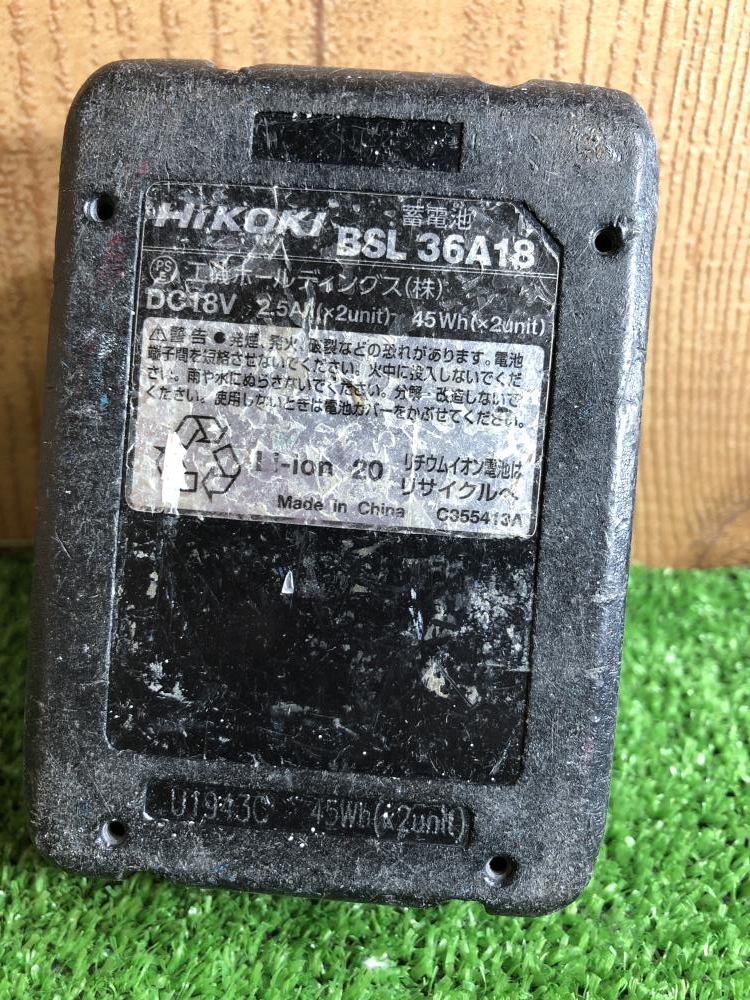 HiKOKI 蓄電池
BSL 36A18
PSE 工機ホールディングス(株)
DC18V 2.5Ah(×2unit) 45Wh(×2unit)
⚠警告 ●発煙、発火、破裂などの恐れがあります。電池
端子間を短絡させないでください。火中に投入しないでくだ
さい。雨や水にぬらさないでください。分解・改造しないで
ください。使用しないときは電池カバーをかぶせてください。
Li-ion 20 リチウムイオン電池は
リサイクルへ
Made in China C355413A
U1943C 45Wh(x2unit)